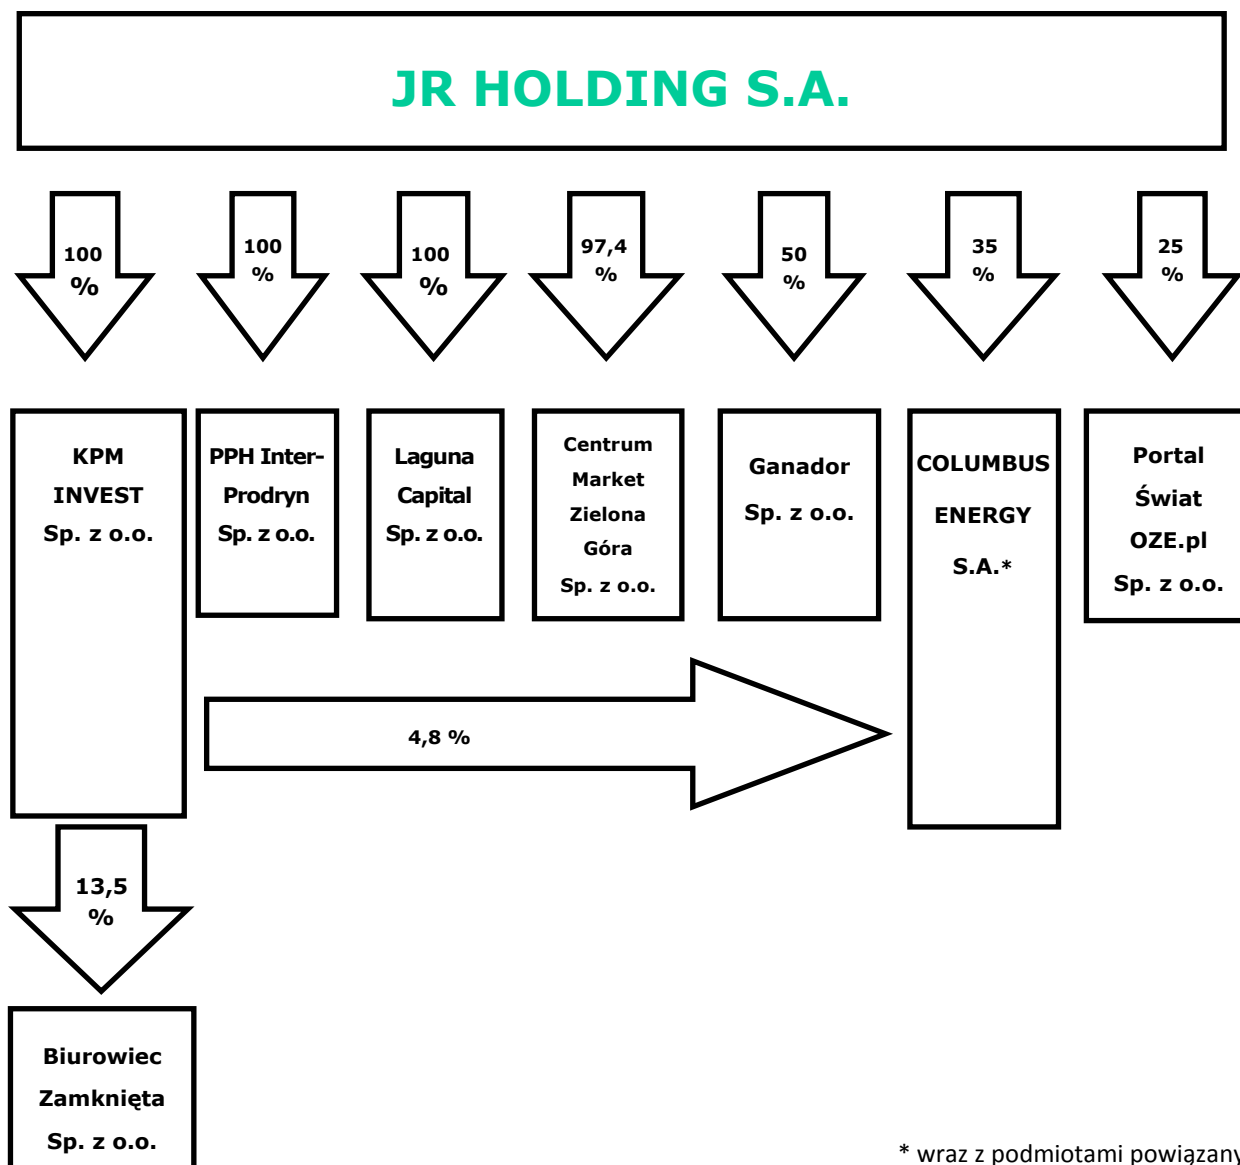 JR HOLDING S.A.
100
%
100
%
100
%
97,4
%
50
%
35
%
25
%
KPM
INVEST
Sp. z o.o.
PPH Inter-
Prodryn
Sp. z o.o.
Laguna
Capital
Sp. z o.o.
Centrum
Market
Zielona
Góra
Sp. z o.o.
Ganador
Sp. z o.o.
COLUMBUS
ENERGY
S.A.*
Portal
Świat
OZE.pl
Sp. z o.o.
4,8 %
13,5
%
Biurowiec
Zamknięta
Sp. z o.o.
* wraz z podmiotami